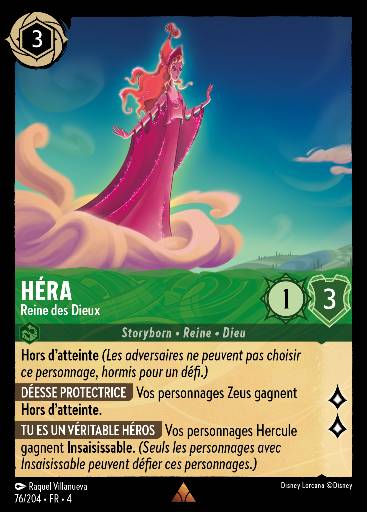 3
HÉRA
Reine des Dieux
1
3
Storyborn • Reine • Dieu
Hors d'atteinte (Les adversaires ne peuvent pas choisir
ce personnage, hormis pour un défi.)
DÉESSE PROTECTRICE Vos personnages Zeus gagnent
Hors d'atteinte.
TU ES UN VÉRITABLE HÉROS Vos personnages Hercule
gagnent Insaisissable. (Seuls les personnages avec
Insaisissable peuvent défier ces personnages.)
Raquel Villanueva
76/204 • FR • 4
Disney Lorcana ©Disney